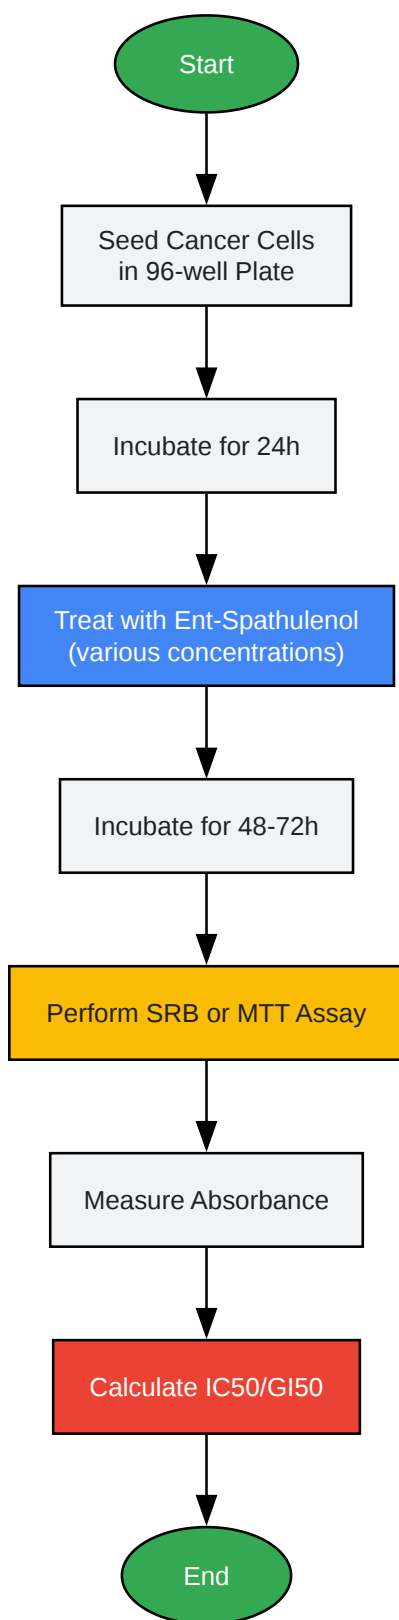 Start
Seed Cancer Cells
in 96-well Plate
Incubate for 24h
Treat with Ent-Spathulenol
(various concentrations)
Incubate for 48-72h
Perform SRB or MTT Assay
Measure Absorbance
Calculate IC50/GI50
End